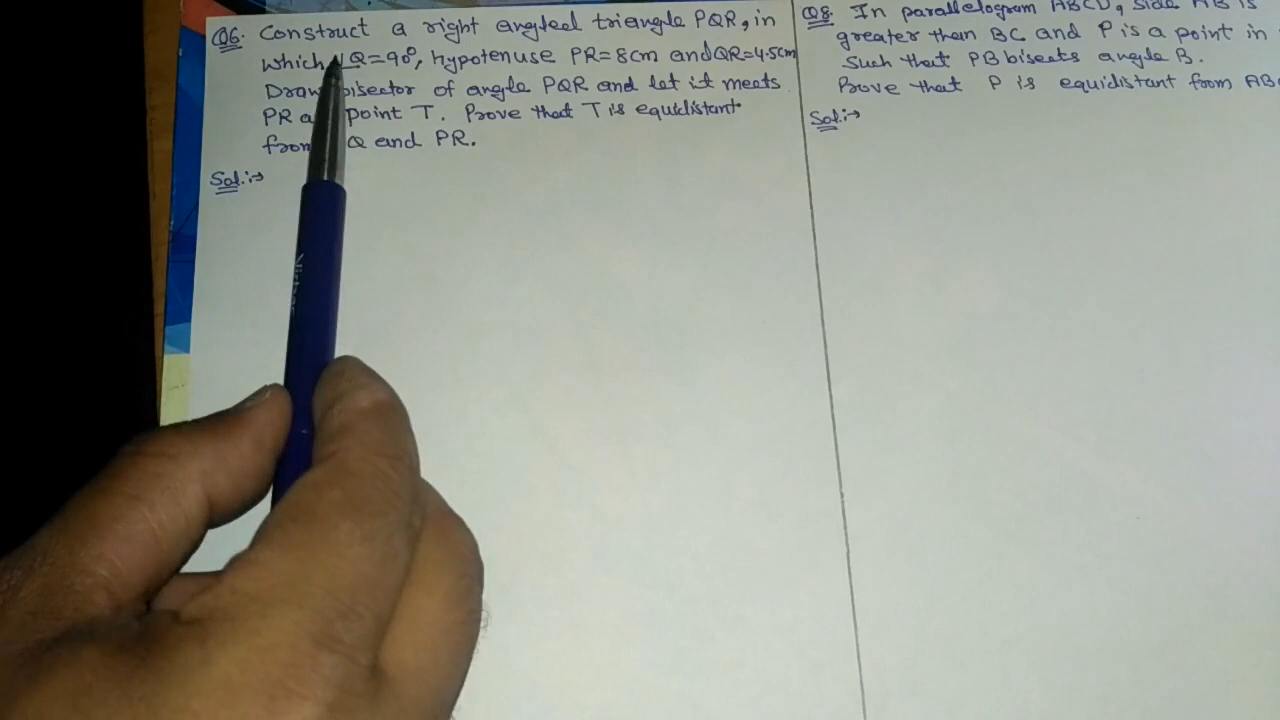 Q6. Construct a right angled triangle PQR, in
which ∠Q=90°, hypotenuse PR=8cm and QR=4.5cm
Draw bisector of angle PQR and let it meets
PR a point T. Prove that T is equidistant
from Q and PR.
Sol:→
Q8. In parallelogram ABCD, side AB is
greater than BC and P is a point in
Such that PB bisects angle B.
Prove that P is equidistant from AB
Sol:→